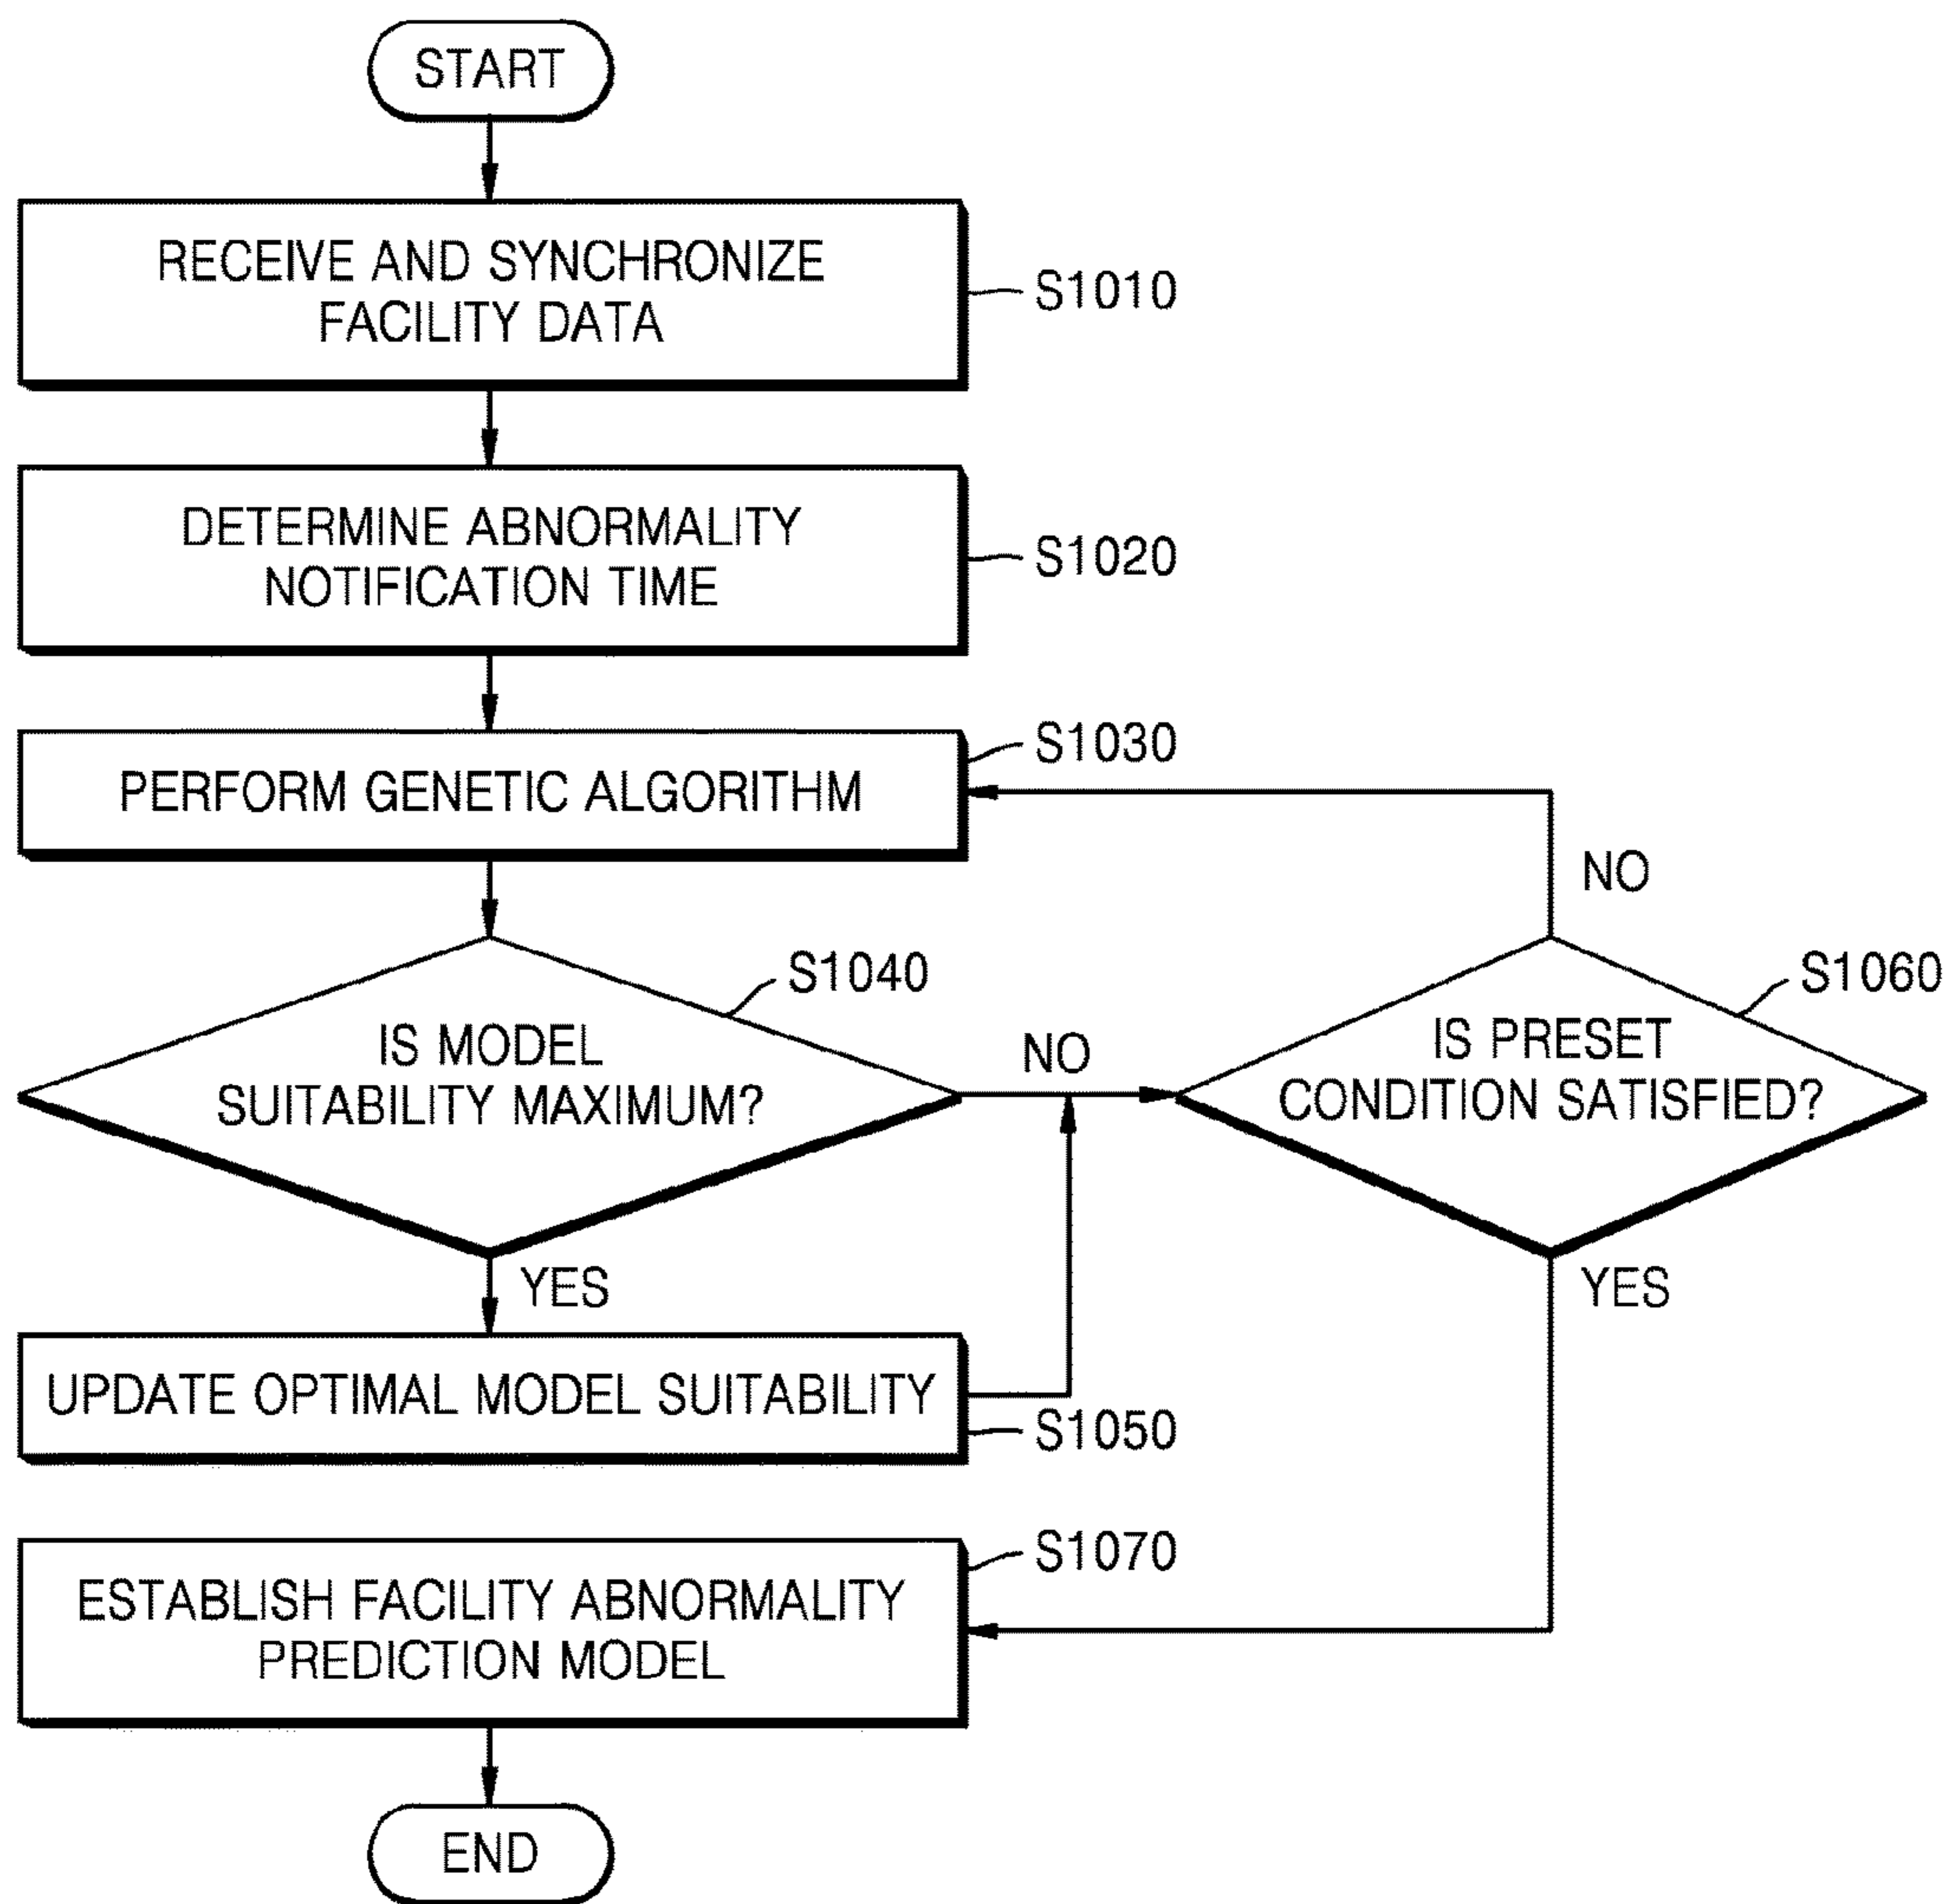 START
RECEIVE AND SYNCHRONIZE
FACILITY DATA
S1010
DETERMINE ABNORMALITY
NOTIFICATION TIME
S1020
PERFORM GENETIC ALGORITHM
S1030
IS MODEL
SUITABILITY MAXIMUM?
S1040
NO
YES
UPDATE OPTIMAL MODEL SUITABILITY
S1050
IS PRESET
CONDITION SATISFIED?
S1060
NO
YES
ESTABLISH FACILITY ABNORMALITY
PREDICTION MODEL
S1070
END